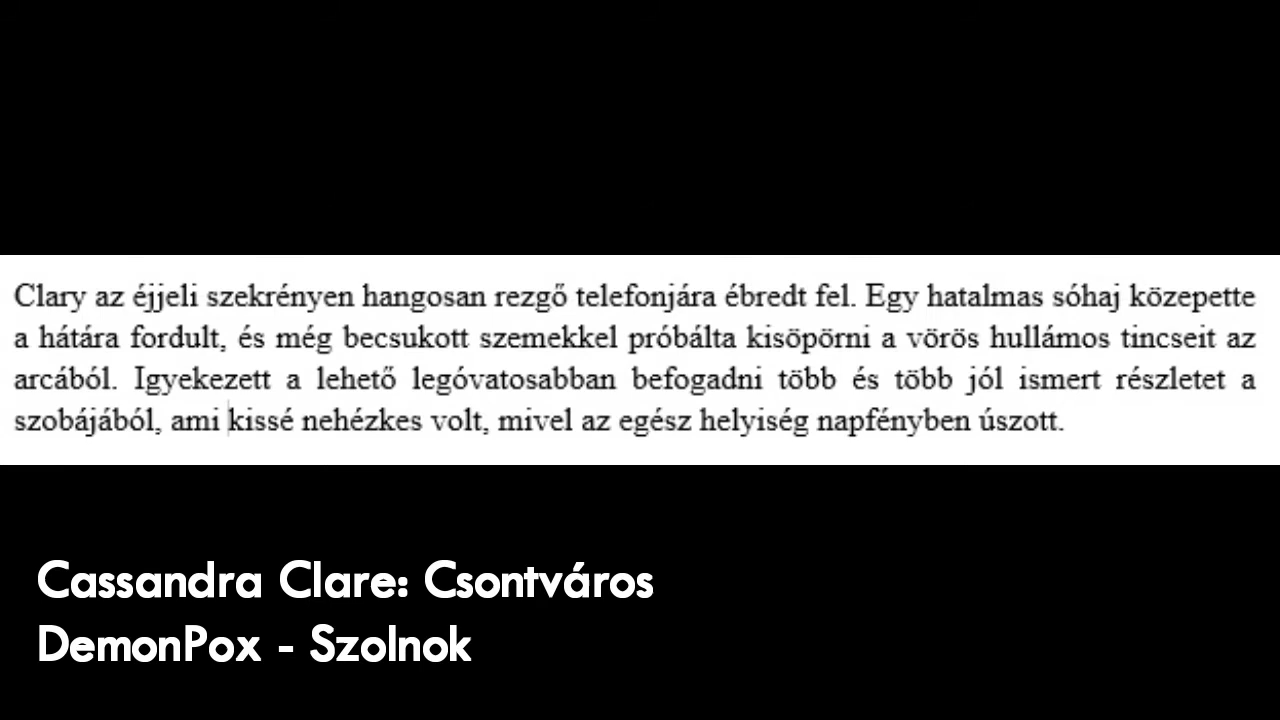 Clary az éjjeli szekrényen hangosan rezgő telefonjára ébredt fel. Egy hatalmas sóhaj közepette
a hátára fordult, és még becsukott szemekkel próbálta kisöpörni a vörös hullámos tincseit az
arcából. Igyekezett a lehető legóvatosabban befogadni több és több jól ismert részletet a
szobájából, ami kissé nehézkes volt, mivel az egész helyiség napfényben úszott.
Cassandra Clare: Csontváros
DemonPox - Szolnok